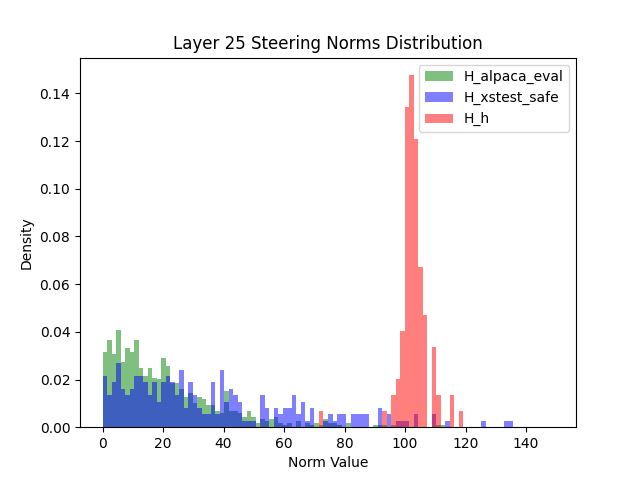 Layer 25 Steering Norms Distribution
H_alpaca_eval
H_xstest_safe
H_h
Density
0.14
0.12
0.10
0.08
0.06
0.04
0.02
0.00
0 20 40 60 80 100 120 140
Norm Value